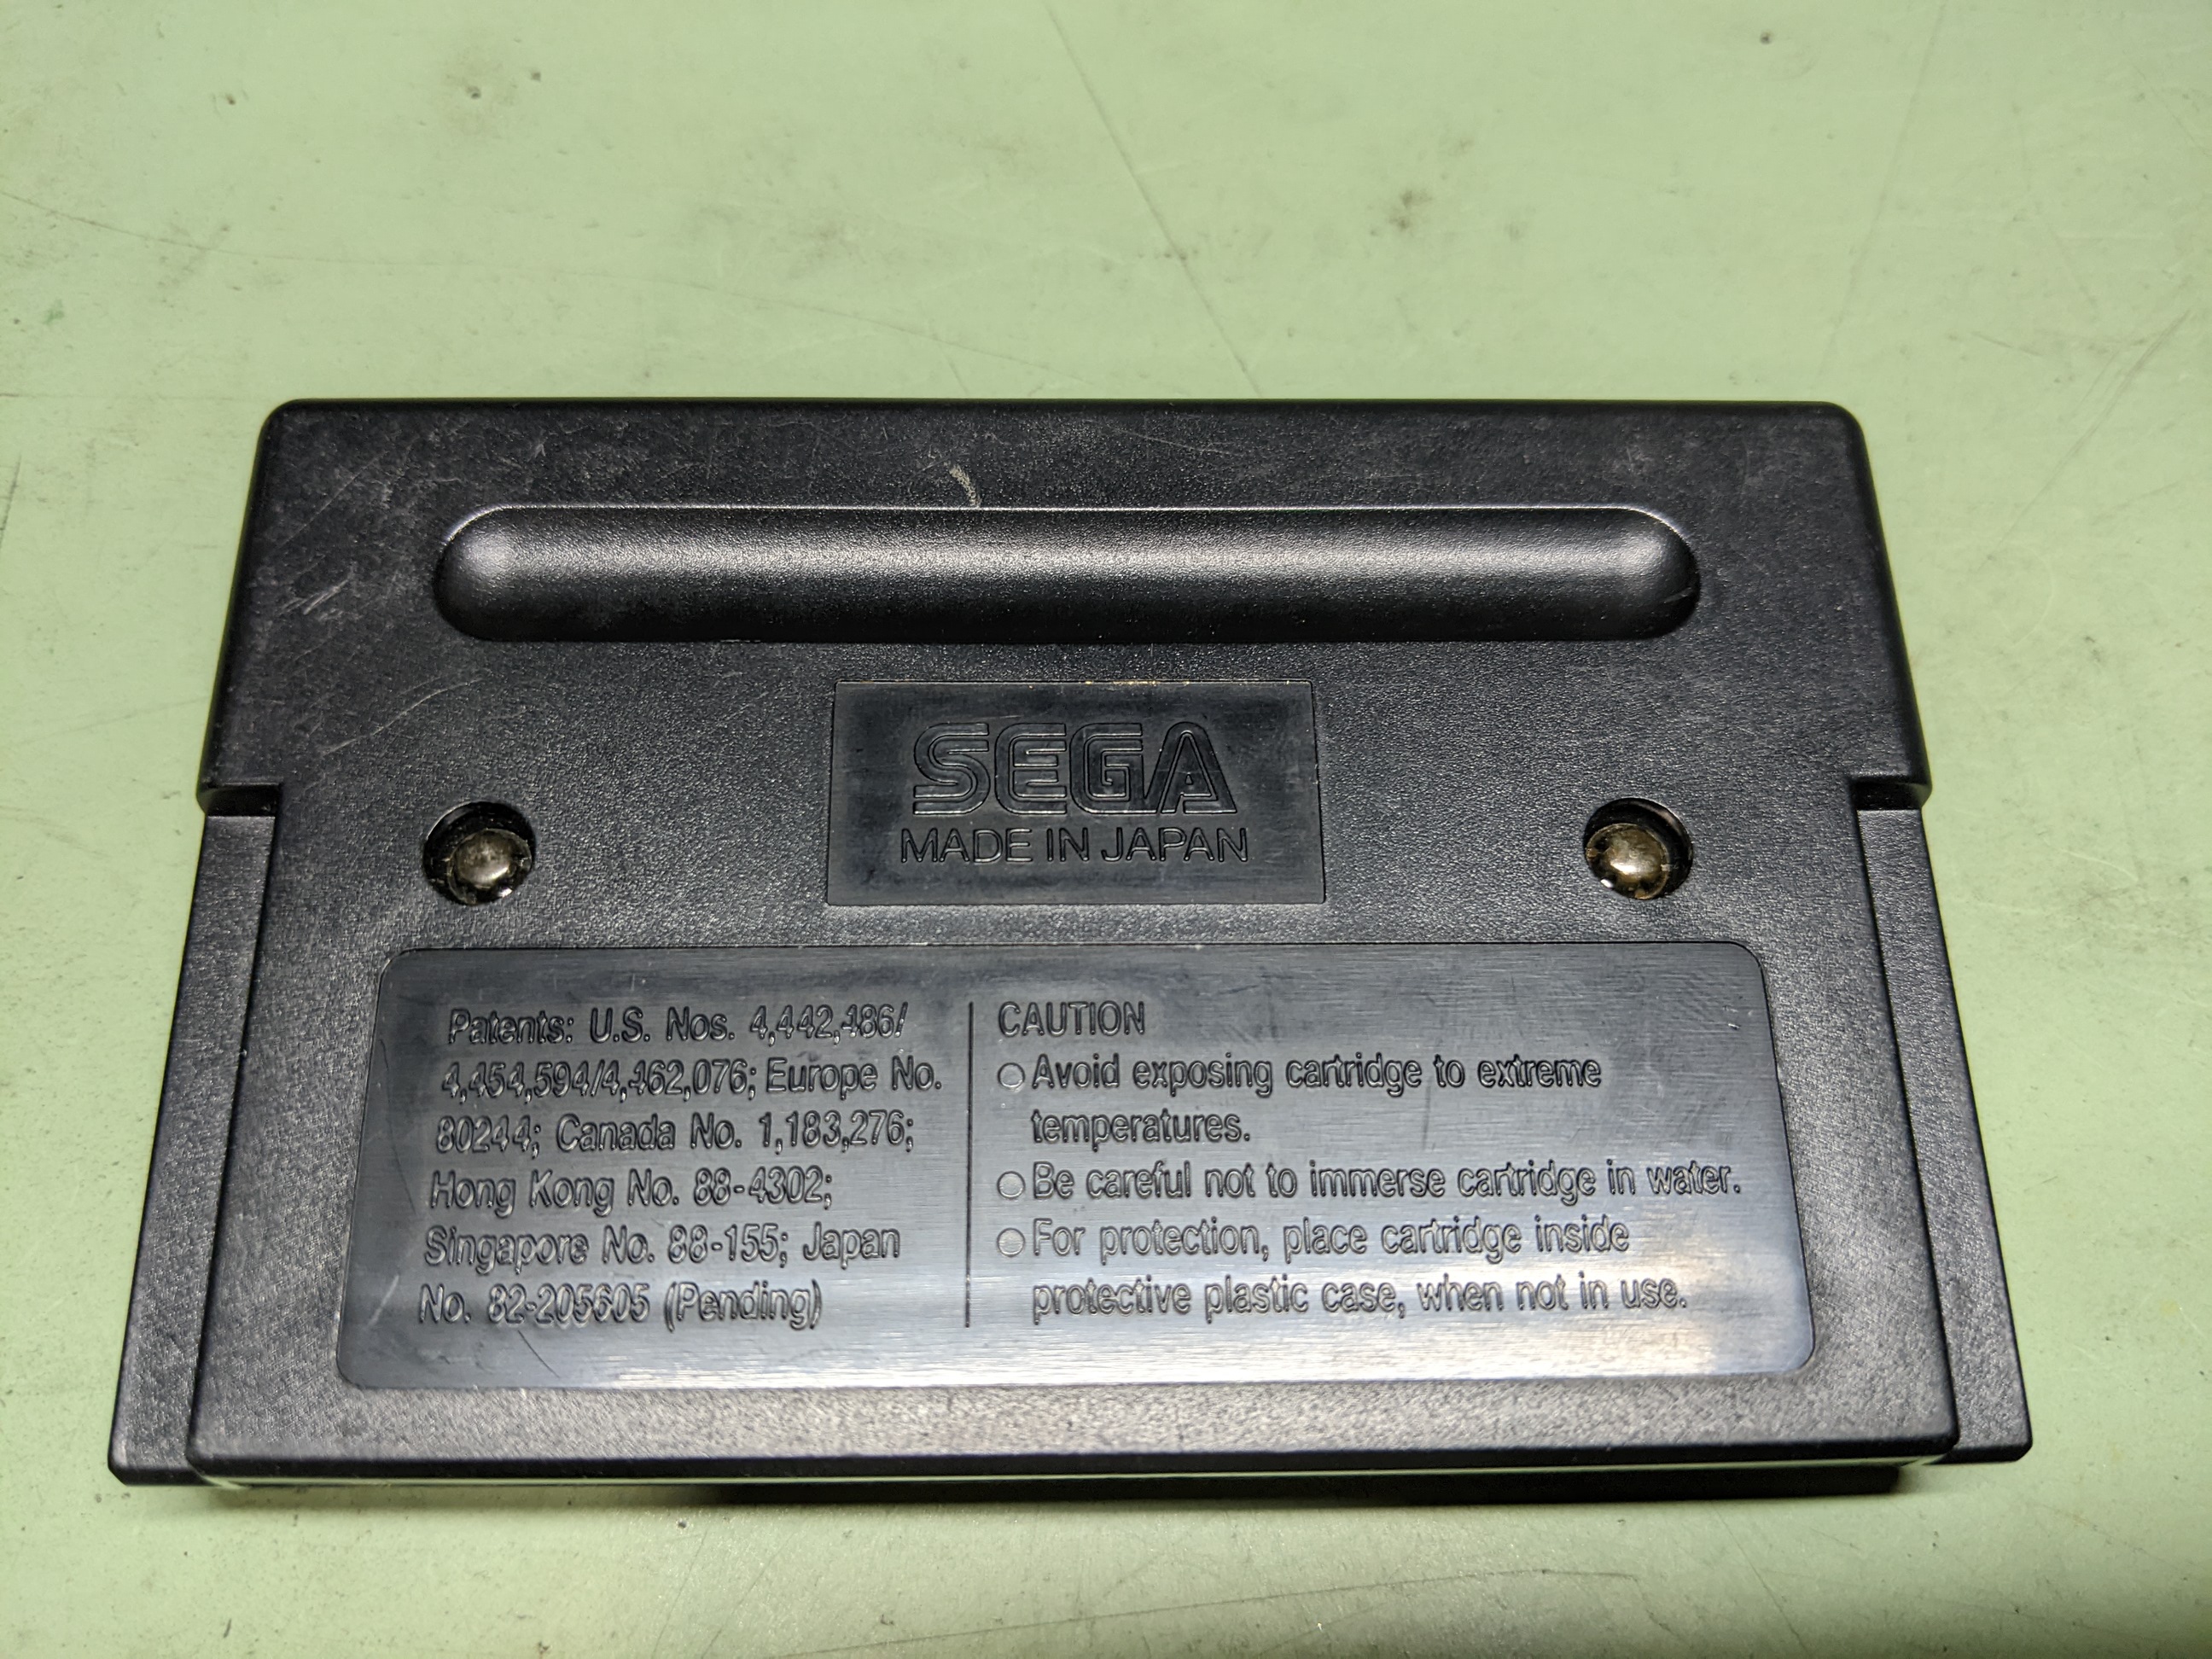 SEGA
MADE IN JAPAN
Patents: U.S. Nos. 4,442,486/
4,454,594/4,462,076; Europe No.
80244; Canada No. 1,183,276;
Hong Kong No. 88-4302;
Singapore No. 88-155; Japan
No. 82-205605 (Pending)
CAUTION
○ Avoid exposing cartridge to extreme
temperatures.
○ Be careful not to immerse cartridge in water.
○ For protection, place cartridge inside
protective plastic case, when not in use.